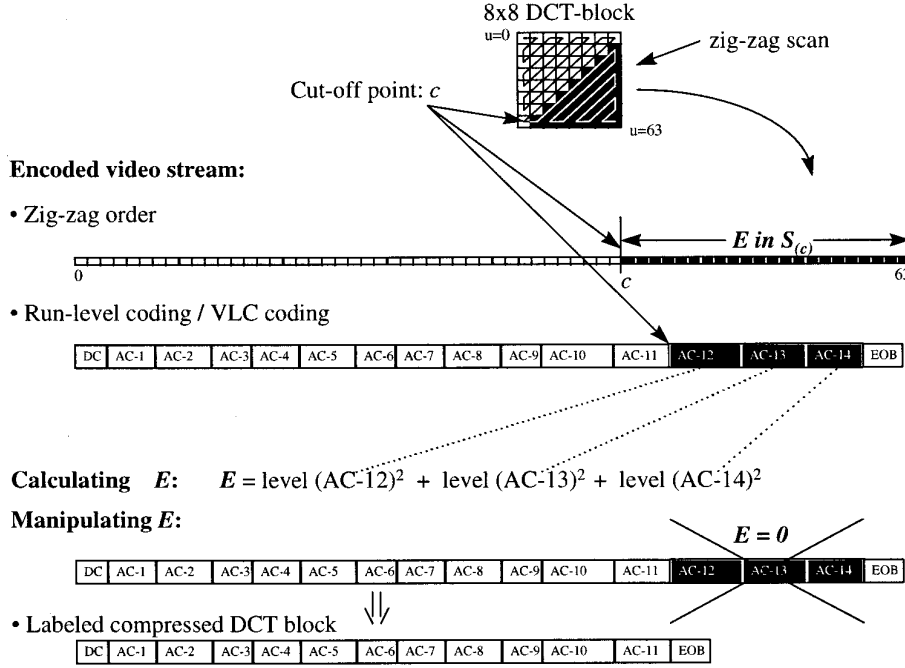 8x8 DCT-block
u=0
zig-zag scan
Cut-off point: c
u=63
Encoded video stream:
• Zig-zag order
E in S(c)
0 c 63
• Run-level coding / VLC coding
DC AC-1 AC-2 AC-3 AC-4 AC-5 AC-6 AC-7 AC-8 AC-9 AC-10 AC-11 AC-12 AC-13 AC-14 EOB
Calculating E: E = level (AC-12)² + level (AC-13)² + level (AC-14)²
Manipulating E:
E = 0
DC AC-1 AC-2 AC-3 AC-4 AC-5 AC-6 AC-7 AC-8 AC-9 AC-10 AC-11 AC-12 AC-13 AC-14 EOB
• Labeled compressed DCT block
DC AC-1 AC-2 AC-3 AC-4 AC-5 AC-6 AC-7 AC-8 AC-9 AC-10 AC-11 EOB